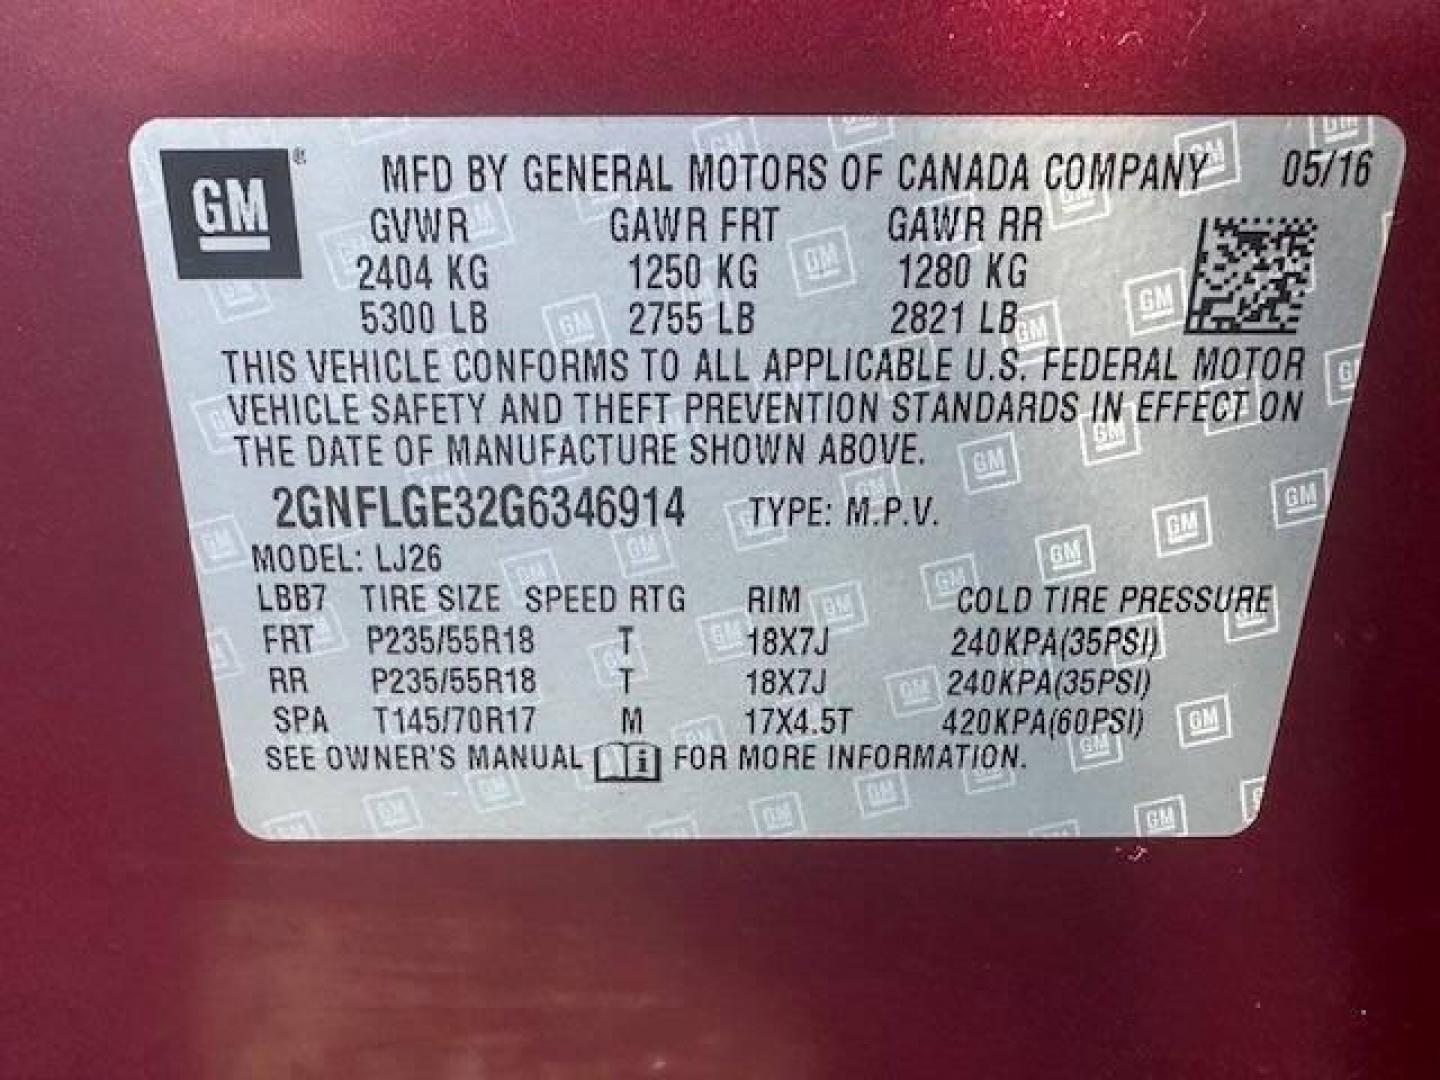 GM® MFD BY GENERAL MOTORS OF CANADA COMPANY 05/16
GVWR GAWR FRT GAWR RR
2404 KG 1250 KG 1280 KG
5300 LB 2755 LB 2821 LB
THIS VEHICLE CONFORMS TO ALL APPLICABLE U.S. FEDERAL MOTOR
VEHICLE SAFETY AND THEFT PREVENTION STANDARDS IN EFFECT ON
THE DATE OF MANUFACTURE SHOWN ABOVE.
2GNFLGE32G6346914 TYPE: M.P.V.
MODEL: LJ26
LBB7 TIRE SIZE SPEED RTG RIM COLD TIRE PRESSURE
FRT P235/55R18 T 18X7J 240KPA(35PSI)
RR P235/55R18 T 18X7J 240KPA(35PSI)
SPA T145/70R17 M 17X4.5T 420KPA(60PSI)
SEE OWNER'S MANUAL i FOR MORE INFORMATION.